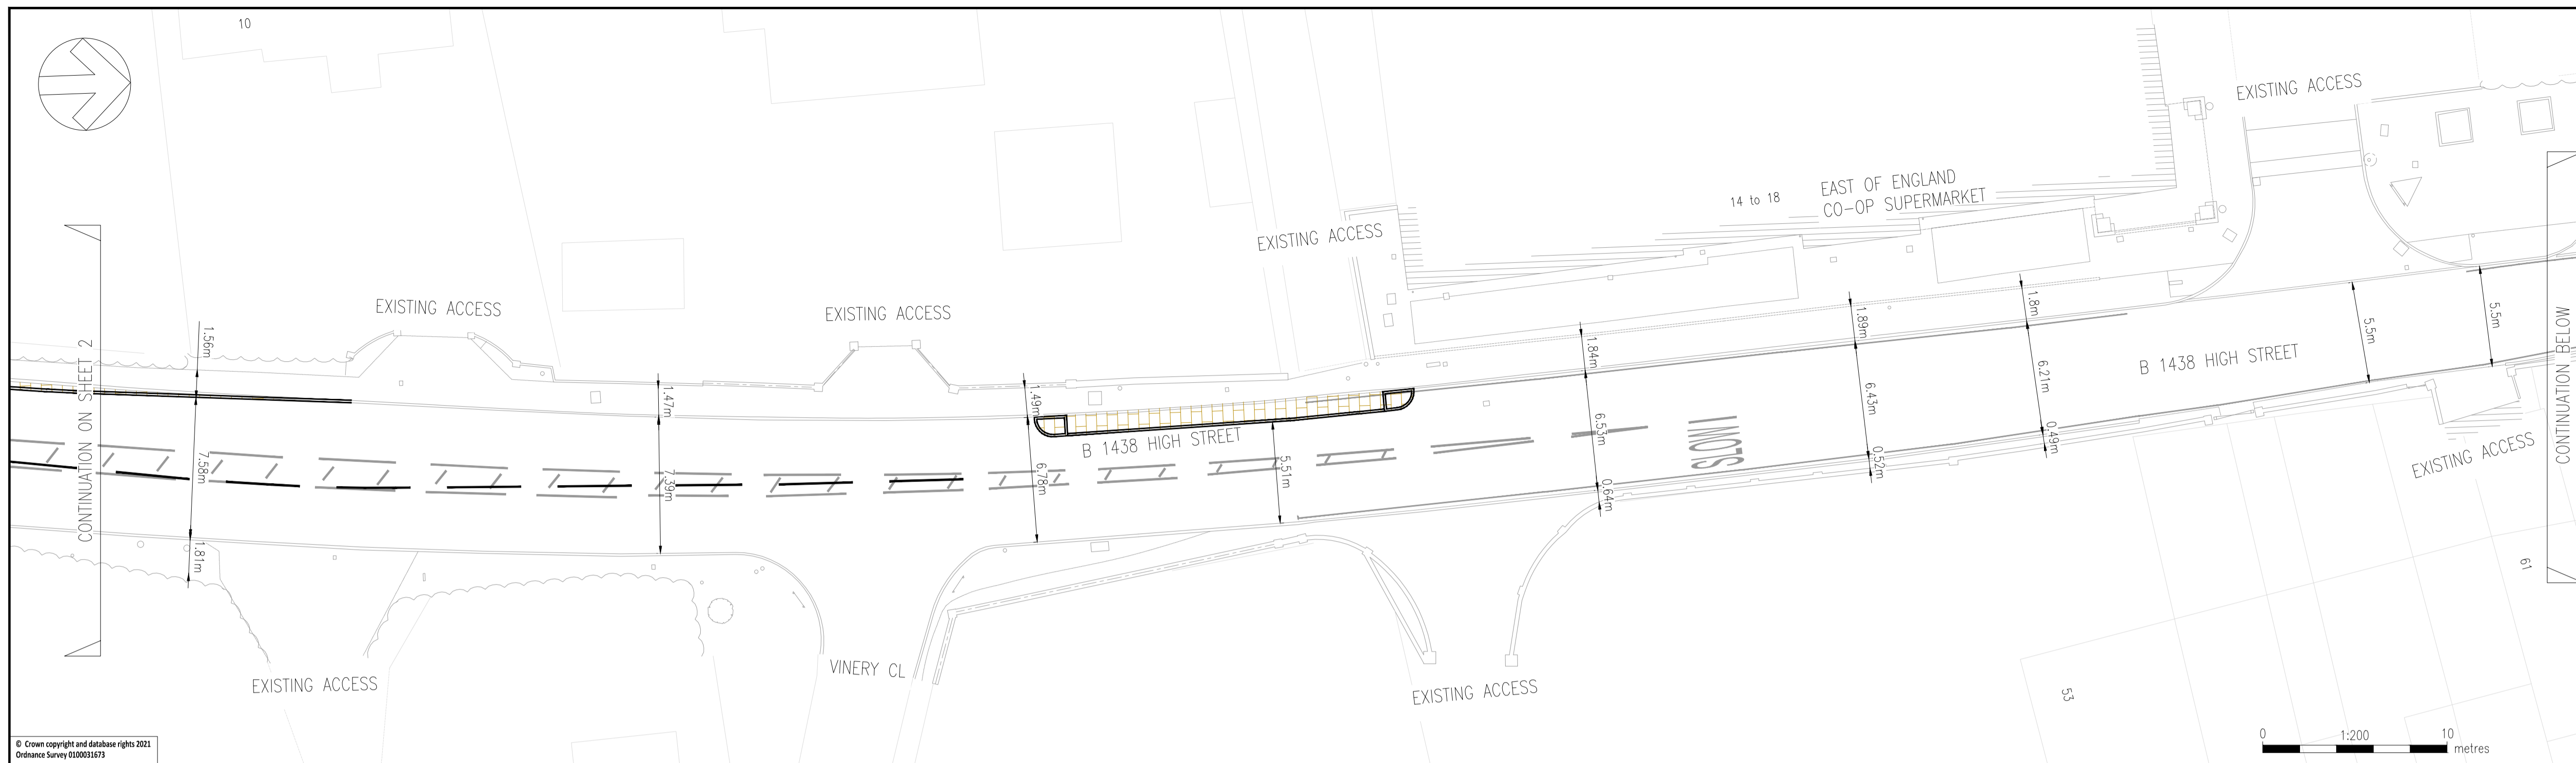 10
EXISTING ACCESS
EAST OF ENGLAND
14 to 18
CO-OP SUPERMARKET
EXISTING ACCESS
EXISTING ACCESS
EXISTING ACCESS
CONTINUATION ON SHEET 2
1.56m
7.58m
1.81m
1.47m
7.39m
1.49m
6.78m
B 1438 HIGH STREET
5.51m
1.84m
6.53m
0.64m
SLOW
1.89m
6.43m
0.52m
1.8m
6.21m
0.49m
B 1438 HIGH STREET
5.5m
5.5m
CONTINUATION BELOW
EXISTING ACCESS
61
VINERY CL
EXISTING ACCESS
EXISTING ACCESS
53
0 1:200 10
metres
© Crown copyright and database rights 2021
Ordnance Survey 0100031673